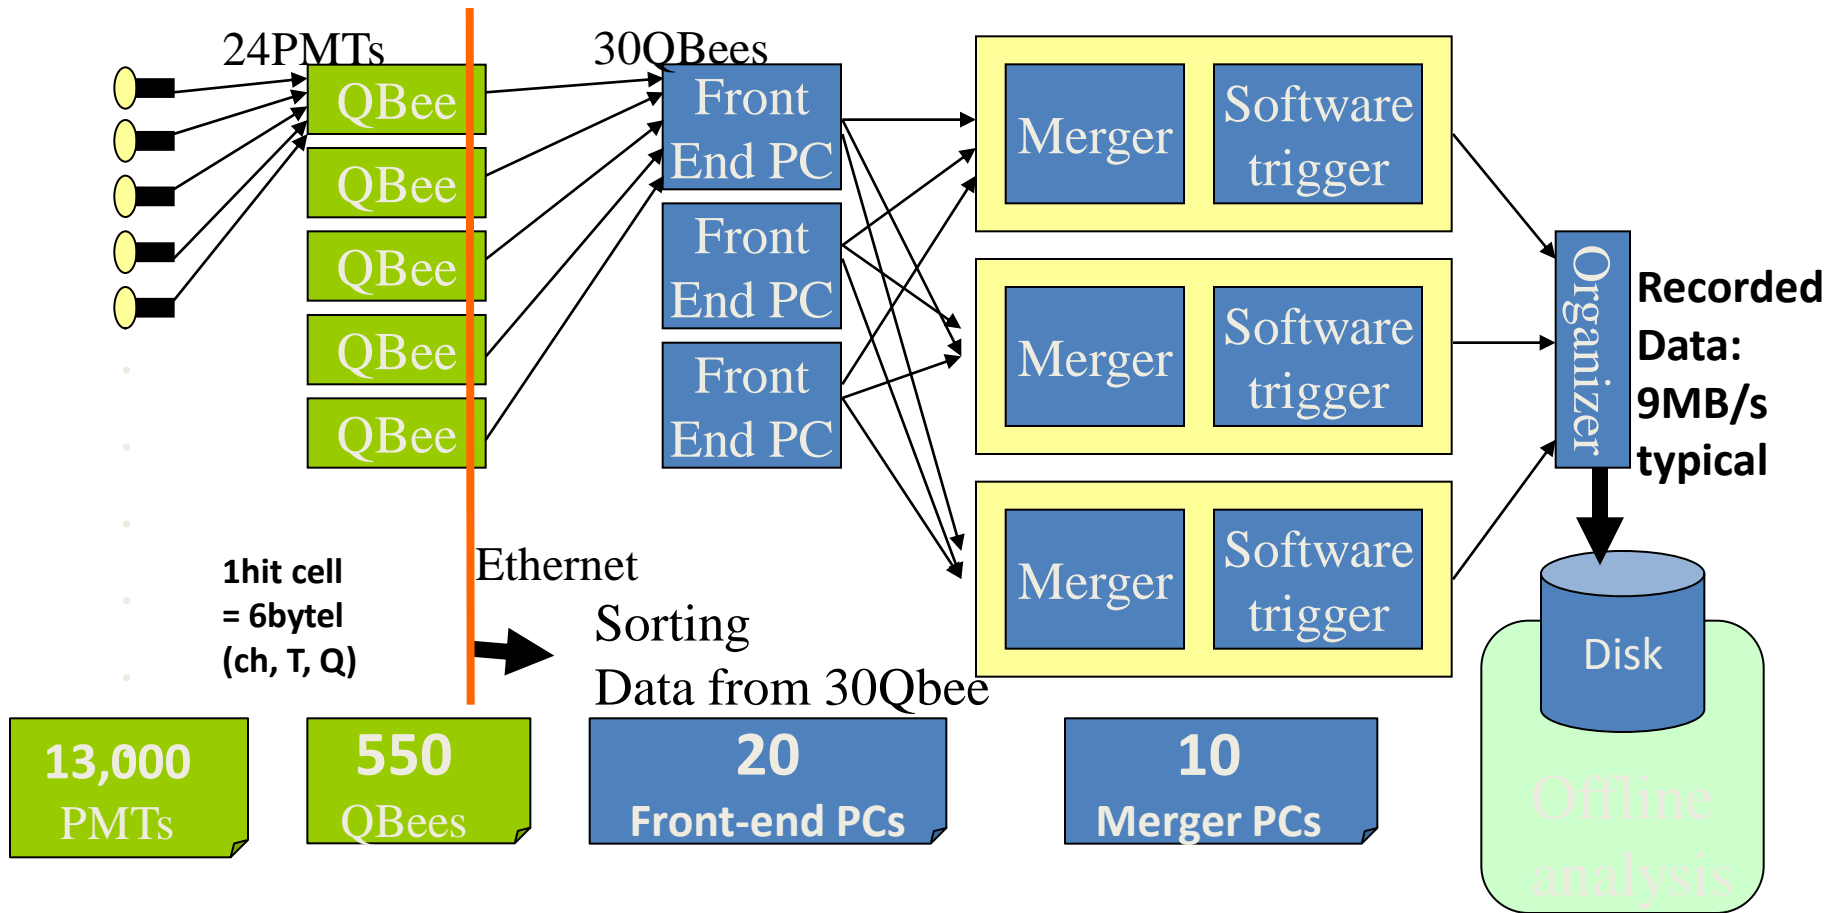 24PMTs
30QBees
QBee
QBee
QBee
QBee
QBee
Front
End PC
Front
End PC
Front
End PC
Merger
Software
trigger
Merger
Software
trigger
Merger
Software
trigger
Organizer
Recorded
Data:
9MB/s
typical
1hit cell
= 6bytel
(ch, T, Q)
Ethernet
Sorting
Data from 30Qbee
Disk
13,000
PMTs
550
QBees
20
Front-end PCs
10
Merger PCs
Offline
analysis